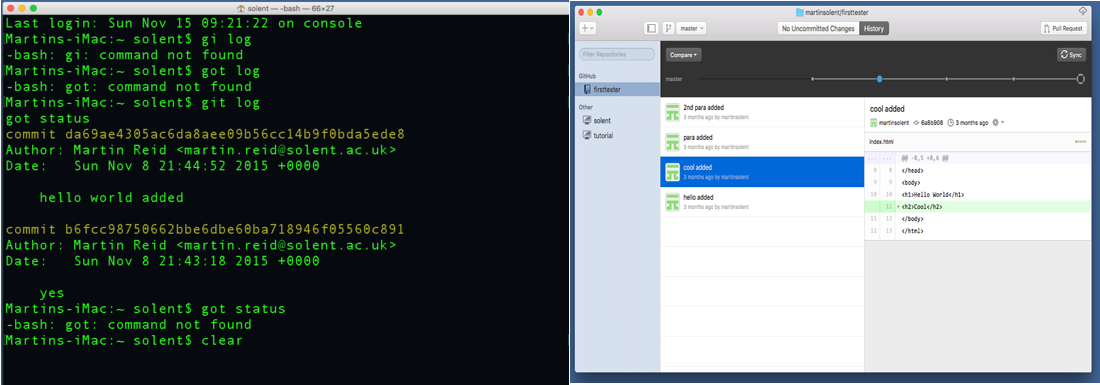 solent — -bash — 66×27
Last login: Sun Nov 15 09:21:22 on console
Martins-iMac:~ solent$ gi log
-bash: gi: command not found
Martins-iMac:~ solent$ got log
-bash: got: command not found
Martins-iMac:~ solent$ git log
got status
commit da69ae4305ac6da8aee09b56cc14b9f0bda5ede8
Author: Martin Reid <martin.reid@solent.ac.uk>
Date:   Sun Nov 8 21:44:52 2015 +0000
hello world added
commit b6fcc98750662bbe6dbe60ba718946f05560c891
Author: Martin Reid <martin.reid@solent.ac.uk>
Date:   Sun Nov 8 21:43:18 2015 +0000
yes
Martins-iMac:~ solent$ got status
-bash: got: command not found
Martins-iMac:~ solent$ clear
martinsolent/firsttester
master
No Uncommitted Changes History
Pull Request
Filter Repositories
GitHub
firsttester
Other
solent
tutorial
Compare
Sync
master
2nd para added
3 months ago by martinsolent
para added
3 months ago by martinsolent
cool added
3 months ago by martinsolent
hello added
3 months ago by martinsolent
cool added
martinsolent 6a8b908 3 months ago
index.html
... ... @@ -8,5 +8,6 @@
8 8 </head>
9 9 <body>
10 10 <h1>Hello World</h1>
11 + <h2>Cool</h2>
11 12 </body>
12 13 </html>